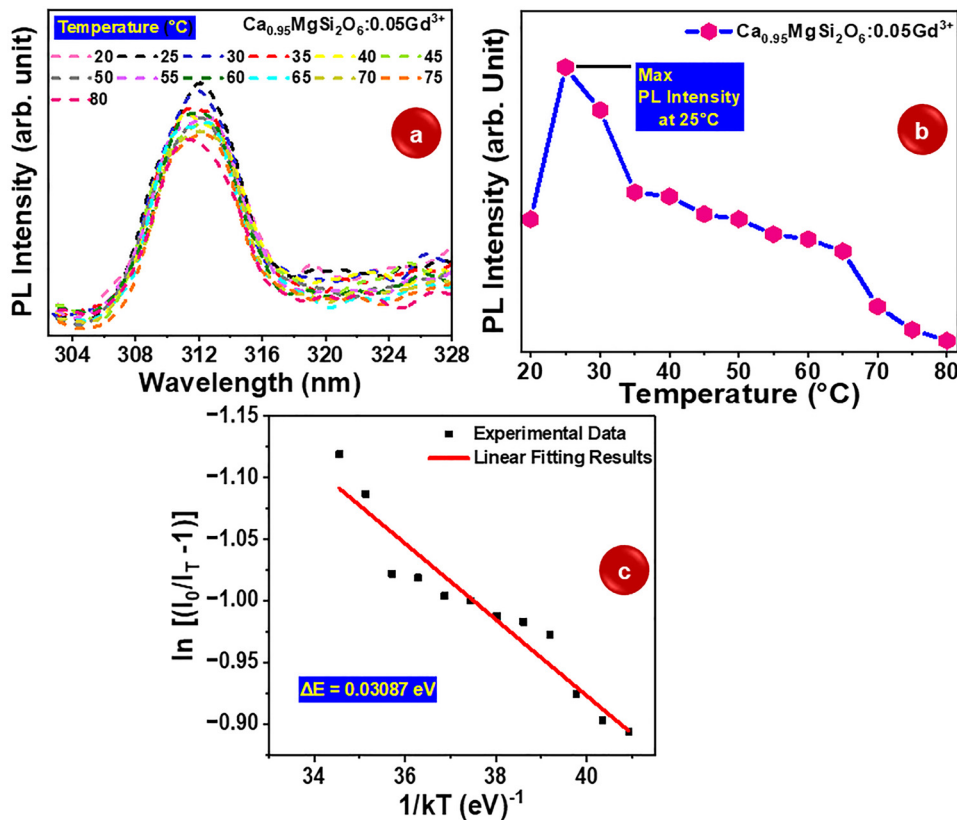 Temperature (°C)
Ca0.95MgSi2O6:0.05Gd3+
20 25 30 35 40 45
50 55 60 65 70 75
80
a
PL Intensity (arb. unit)
304 308 312 316 320 324 328
Wavelength (nm)
Ca0.95MgSi2O6:0.05Gd3+
Max
PL Intensity
at 25°C
b
PL Intensity (arb. Unit)
20 30 40 50 60 70 80
Temperature (°C)
−1.15
−1.10
−1.05
−1.00
−0.95
−0.90
ln [(I0/IT -1)]
Experimental Data
Linear Fitting Results
c
ΔE = 0.03087 eV
34 36 38 40
1/kT (eV)-1